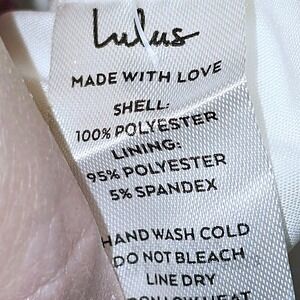 Lulus
MADE WITH LOVE
SHELL:
100% POLYESTER
LINING:
95% POLYESTER
5% SPANDEX
HAND WASH COLD
DO NOT BLEACH
LINE DRY